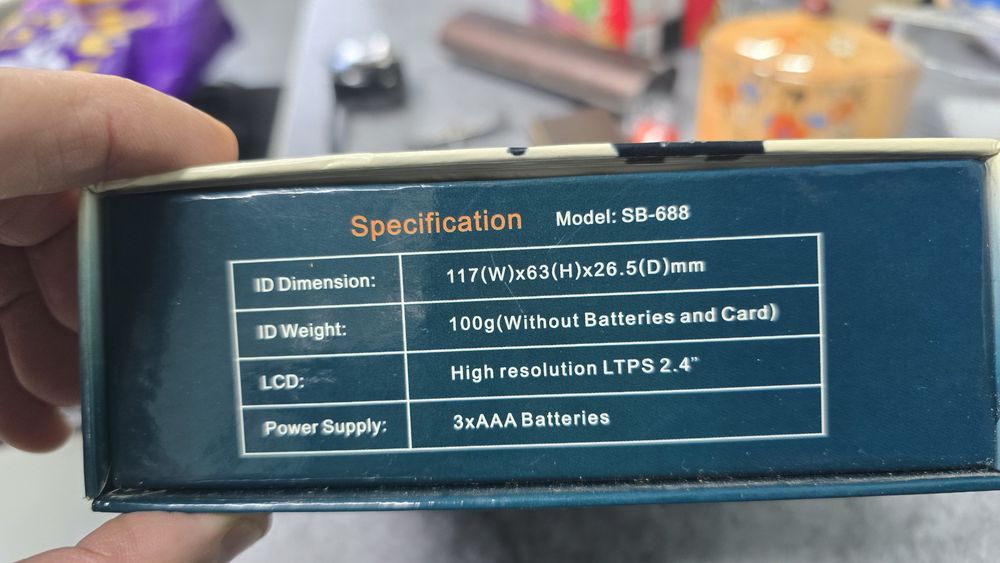 Specification Model: SB-688
ID Dimension: 117(W)x63(H)x26.5(D)mm
ID Weight: 100g(Without Batteries and Card)
LCD: High resolution LTPS 2.4"
Power Supply: 3xAAA Batteries